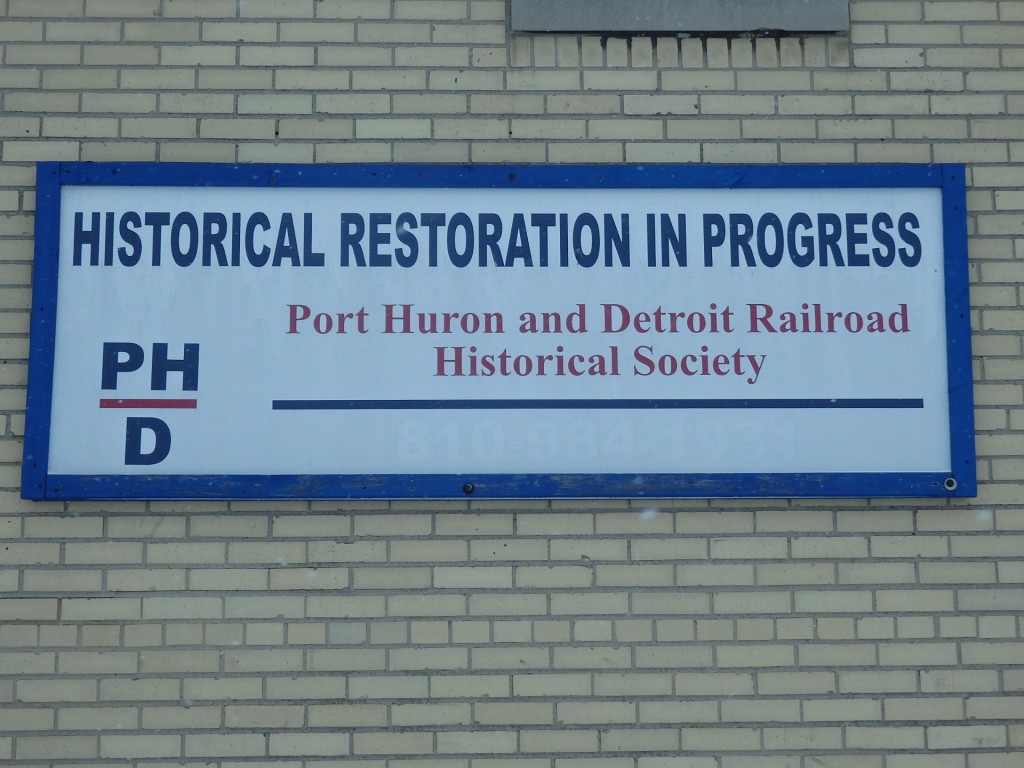 HISTORICAL RESTORATION IN PROGRESS
Port Huron and Detroit Railroad
Historical Society
PH
D